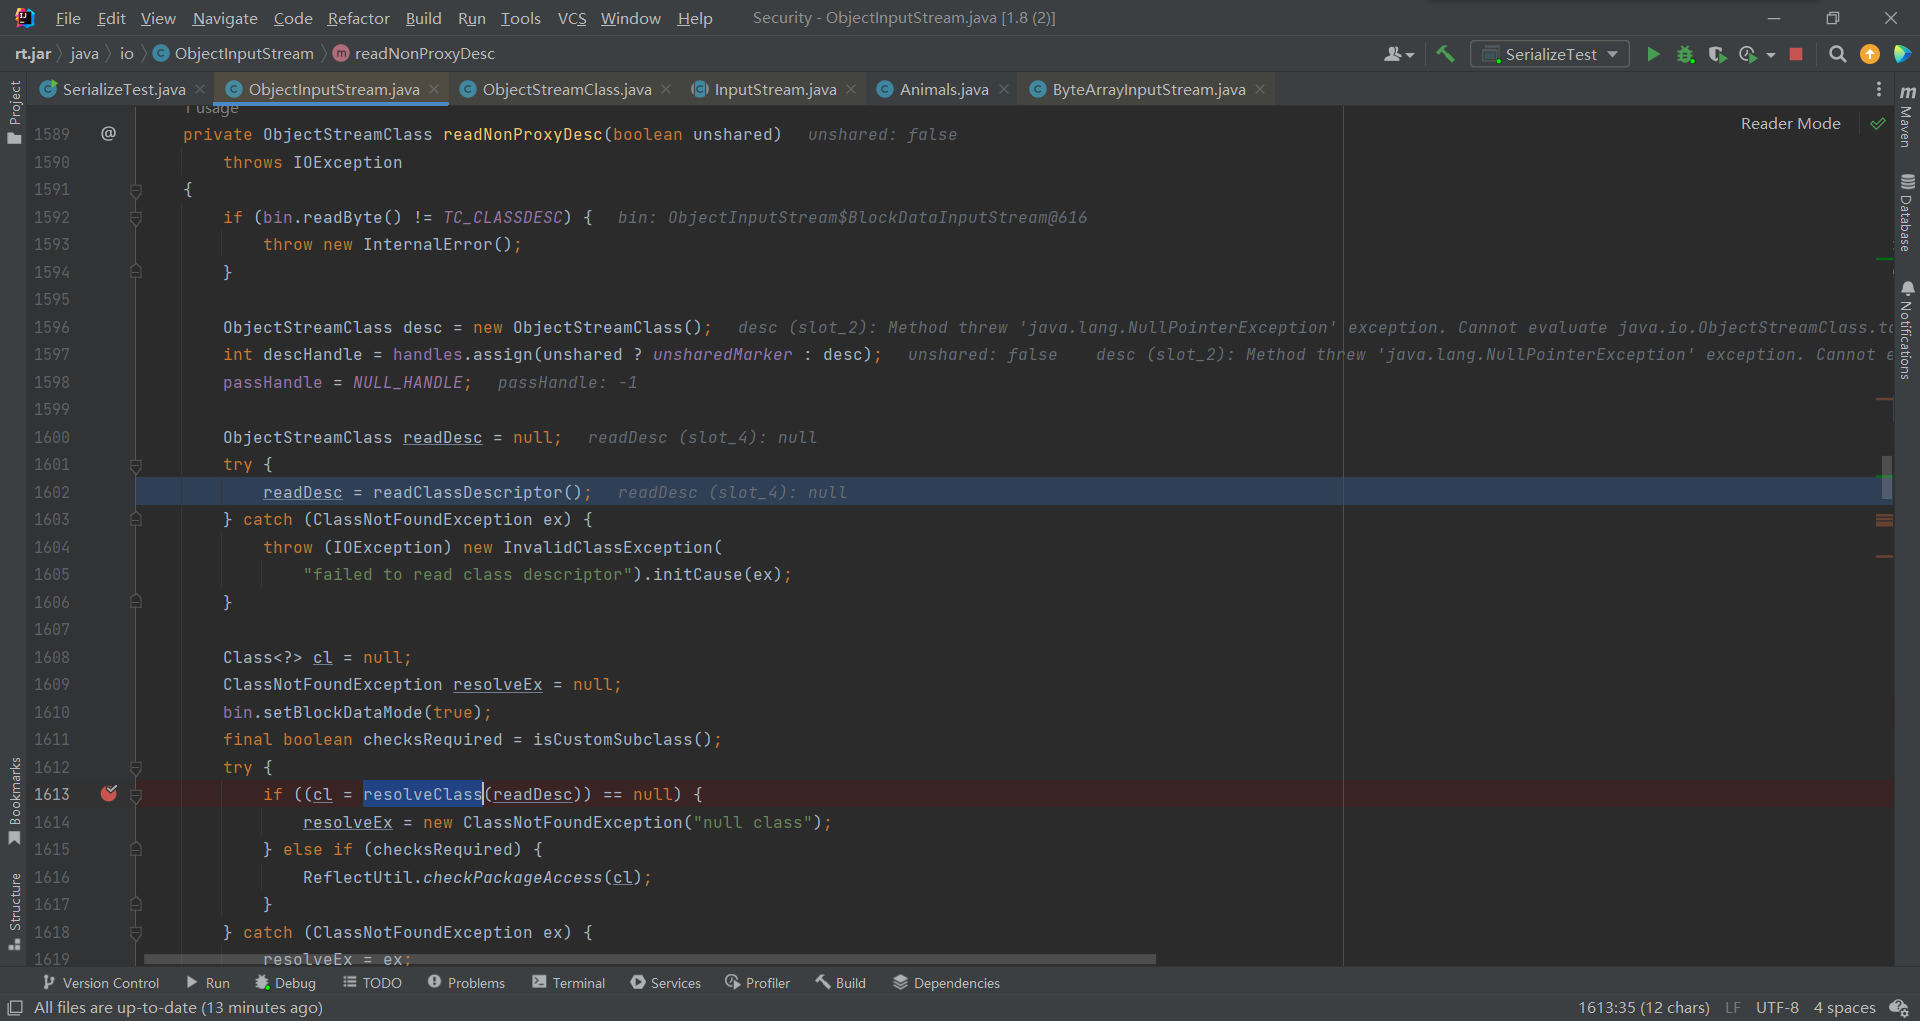 File Edit View Navigate Code Refactor Build Run Tools VCS Window Help Security - ObjectInputStream.java [1.8 (2)]
rt.jar java io ObjectInputStream readNonProxyDesc SerializeTest
SerializeTest.java ObjectInputStream.java ObjectStreamClass.java InputStream.java Animals.java ByteArrayInputStream.java
Project
Bookmarks
Structure
Maven
Database
Notifications
Reader Mode
1 usage
1589 @ private ObjectStreamClass readNonProxyDesc(boolean unshared) unshared: false
1590 throws IOException
1591 {
1592 if (bin.readByte() != TC_CLASSDESC) { bin: ObjectInputStream$BlockDataInputStream@616
1593 throw new InternalError();
1594 }
1595
1596 ObjectStreamClass desc = new ObjectStreamClass(); desc (slot_2): Method threw 'java.lang.NullPointerException' exception. Cannot evaluate java.io.ObjectStreamClass.to
1597 int descHandle = handles.assign(unshared ? unsharedMarker : desc); unshared: false desc (slot_2): Method threw 'java.lang.NullPointerException' exception. Cannot e
1598 passHandle = NULL_HANDLE; passHandle: -1
1599
1600 ObjectStreamClass readDesc = null; readDesc (slot_4): null
1601 try {
1602 readDesc = readClassDescriptor(); readDesc (slot_4): null
1603 } catch (ClassNotFoundException ex) {
1604 throw (IOException) new InvalidClassException(
1605 "failed to read class descriptor").initCause(ex);
1606 }
1607
1608 Class<?> cl = null;
1609 ClassNotFoundException resolveEx = null;
1610 bin.setBlockDataMode(true);
1611 final boolean checksRequired = isCustomSubclass();
1612 try {
1613 if ((cl = resolveClass(readDesc)) == null) {
1614 resolveEx = new ClassNotFoundException("null class");
1615 } else if (checksRequired) {
1616 ReflectUtil.checkPackageAccess(cl);
1617 }
1618 } catch (ClassNotFoundException ex) {
1619 resolveEx = ex;
Version Control Run Debug TODO Problems Terminal Services Profiler Build Dependencies
All files are up-to-date (13 minutes ago) 1613:35 (12 chars) LF UTF-8 4 spaces